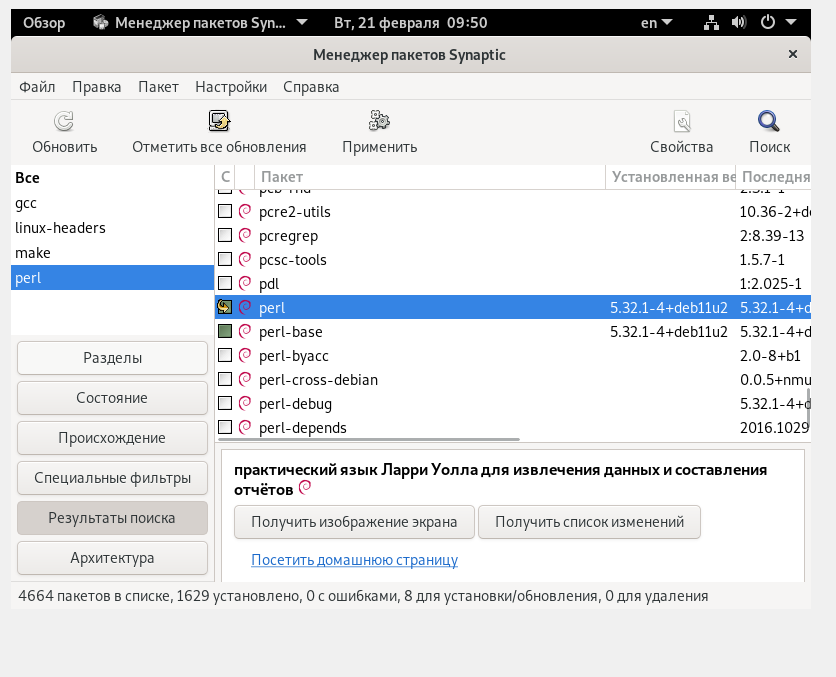 Обзор Менеджер пакетов Syn... Вт, 21 февраля 09:50 en
Менеджер пакетов Synaptic ×
Файл Правка Пакет Настройки Справка
Обновить Отметить все обновления Применить Свойства Поиск
Все
gcc
linux-headers
make
perl
Разделы
Состояние
Происхождение
Специальные фильтры
Результаты поиска
Архитектура
С Пакет Установленная ве Последня
pcre2-utils 10.36-2+de
pcregrep 2:8.39-13
pcsc-tools 1.5.7-1
pdl 1:2.025-1
perl 5.32.1-4+deb11u2 5.32.1-4+d
perl-base 5.32.1-4+deb11u2 5.32.1-4+d
perl-byacc 2.0-8+b1
perl-cross-debian 0.0.5+nmu
perl-debug 5.32.1-4+d
perl-depends 2016.1029
практический язык Ларри Уолла для извлечения данных и составления
отчётов
Получить изображение экрана Получить список изменений
Посетить домашнюю страницу
4664 пакетов в списке, 1629 установлено, 0 с ошибками, 8 для установки/обновления, 0 для удаления